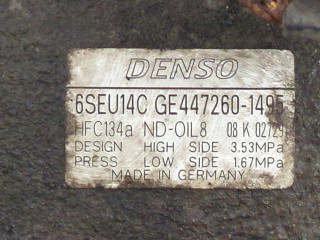 DENSO
6SEU14C GE447260-1495
HFC134a ND-OIL8 08 K 02729
DESIGN HIGH SIDE 3.53MPa
PRESS LOW SIDE 1.67MPa
MADE IN GERMANY